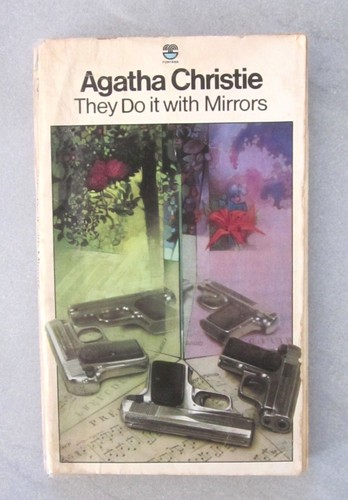 Agatha Christie
They Do it with Mirrors